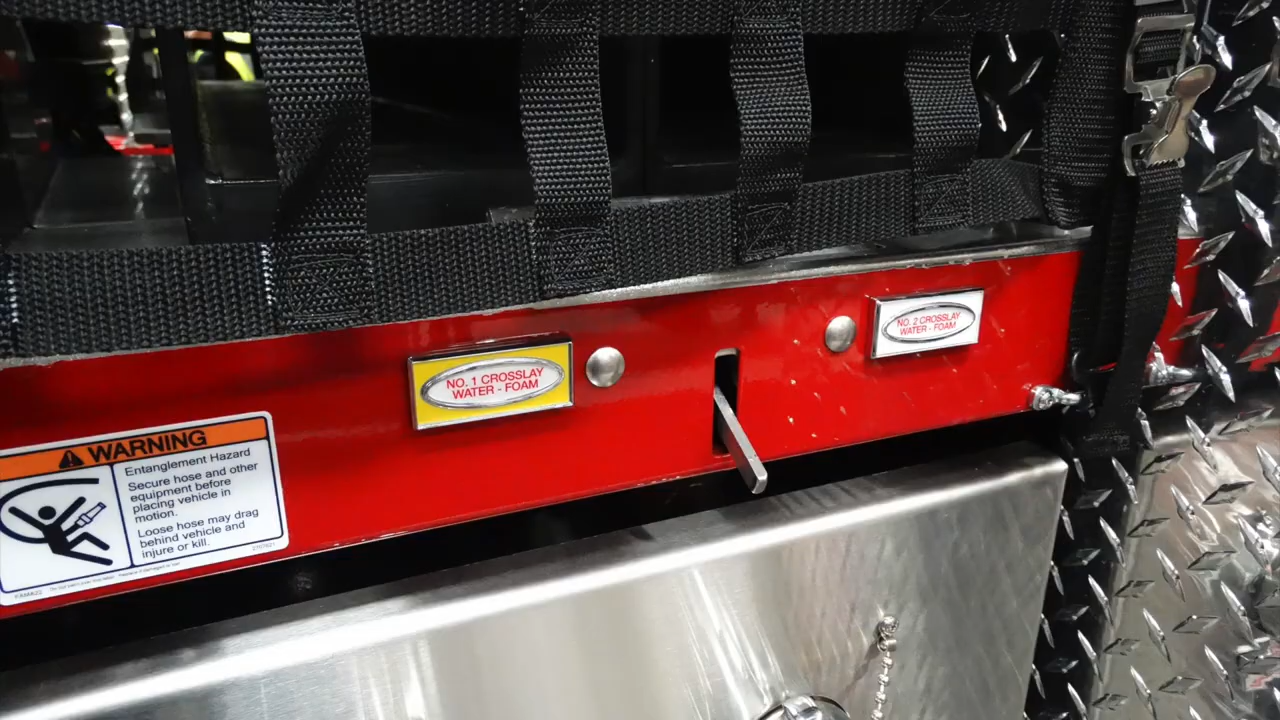 NO. 1 CROSSLAY
WATER - FOAM
NO. 2 CROSSLAY
WATER - FOAM
WARNING
Entanglement Hazard
Secure hose and other
equipment before
placing vehicle in
motion.
Loose hose may drag
behind vehicle and
injure or kill.
FAMA22